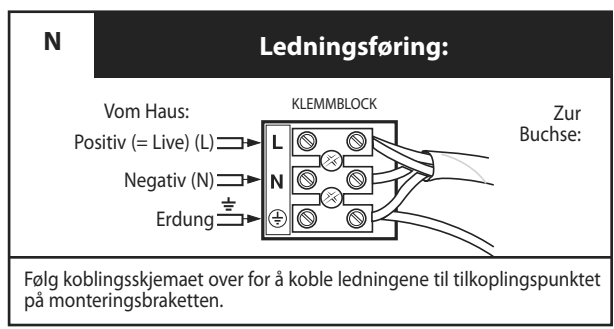 N
Ledningsføring:
Vom Haus:
KLEMMBLOCK
Zur
Buchse:
Positiv (= Live) (L)
L
Negativ (N)
N
Erdung
Følg koblingsskjemaet over for å koble ledningene til tilkoplingspunktet
på monteringsbraketten.